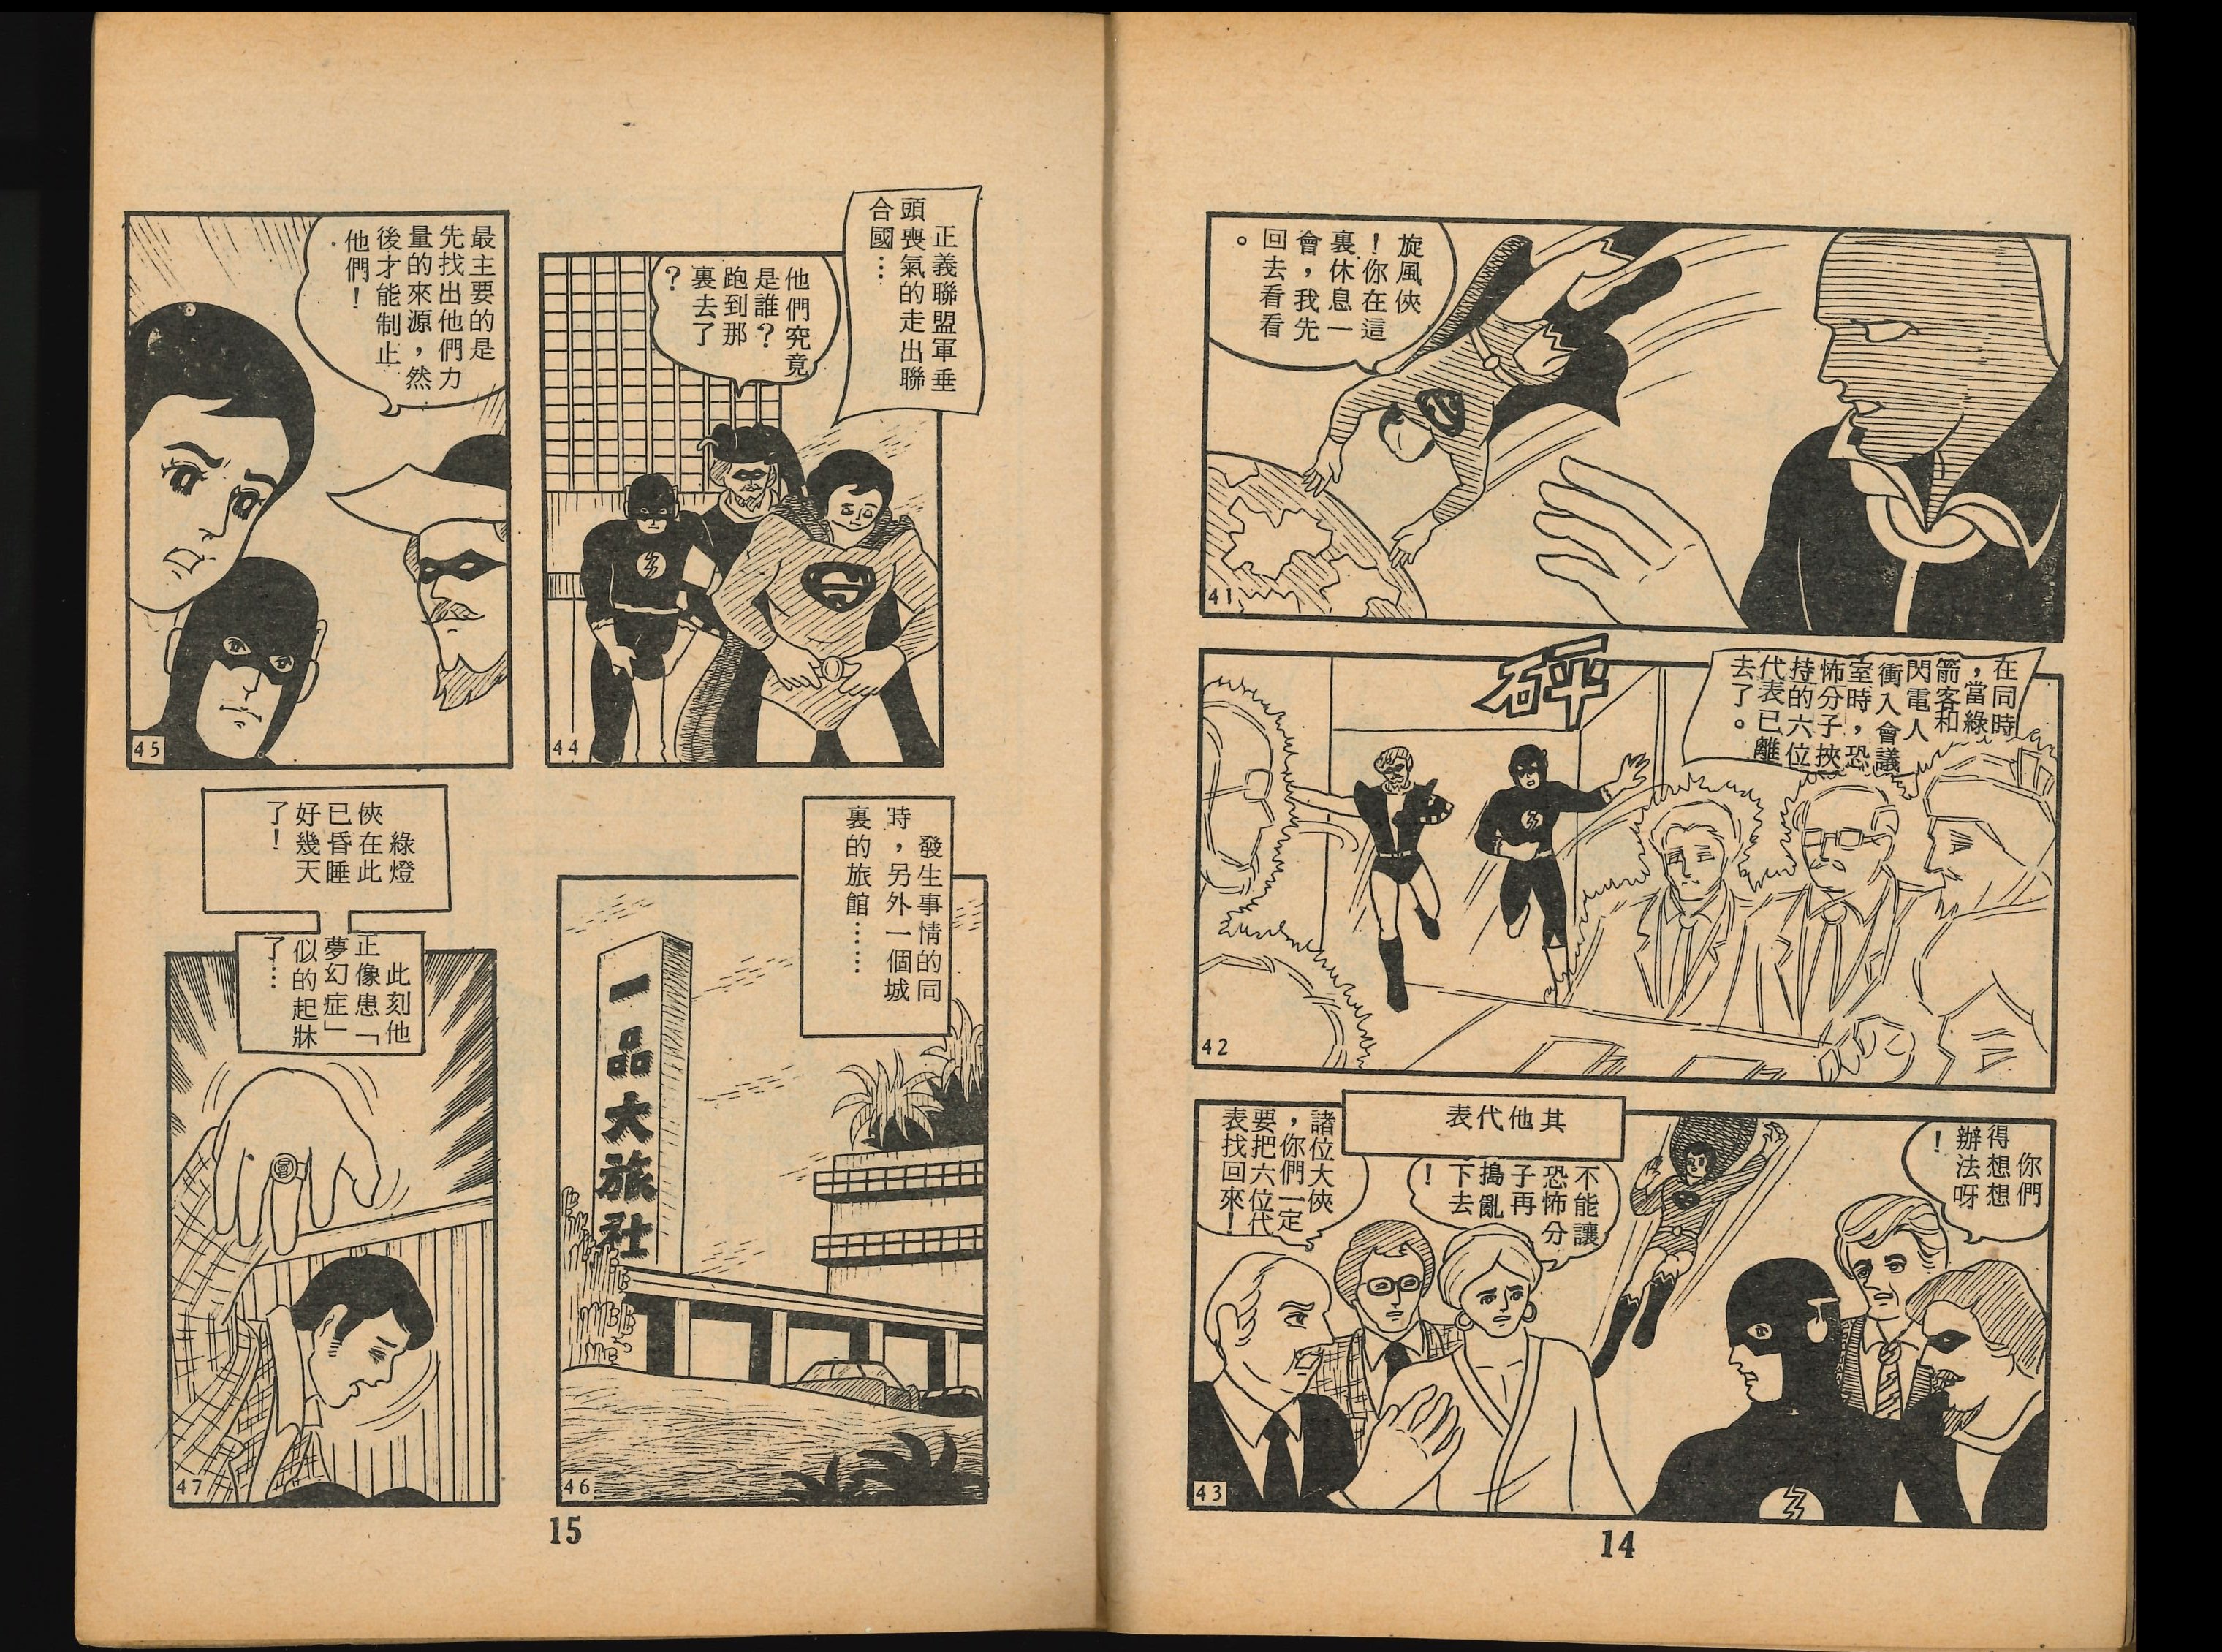 旋風俠
！你在這
裏休息一
會，我先
回去看看
。
41
在同時
，當綠
箭客和
閃電人
衝入會議
室時，恐
怖分子挾
持的六位
代表已離
去了。
砰
42
你們
得想想
辦法呀
！
其他代表
不能讓
恐怖分
子再
搗亂
下去
！
諸位大俠
，你們一定
要把六位代
表找回來！
43
14
正義聯盟軍垂
頭喪氣的走出聯
合國…
他們究竟
是誰？
跑到那
裏去了
？
44
最主要的是
先找出他們力
量的來源，然
後才能制止
他們！
45
發生事情的同
時，另外一個城
裏的旅館……
一品大旅社
46
綠燈
俠在此
已昏睡
好幾天
了！
此刻他
正像患「
夢幻症」
似的起牀
了…
47
15